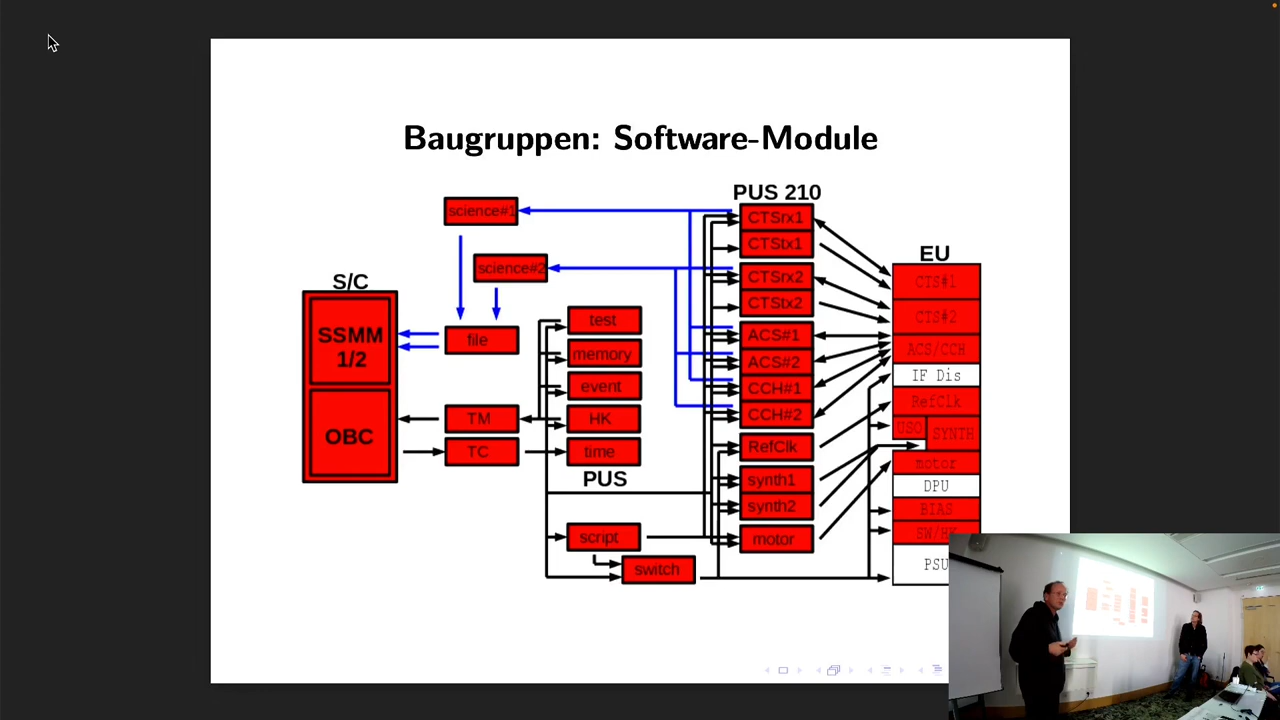 Baugruppen: Software-Module
PUS 210
science#1
CTSrx1
CTStx1
EU
science#2
CTSrx2
CTS#1
S/C
CTStx2
CTS#2
SSMM
1/2
file
test
ACS#1
ACS/CCH
memory
ACS#2
IF Dis
event
CCH#1
RefClk
OBC
TM
HK
CCH#2
USO
SYNTH
TC
time
RefClk
motor
PUS
synth1
DPU
synth2
BIAS
script
motor
SW/HK
switch
PSU